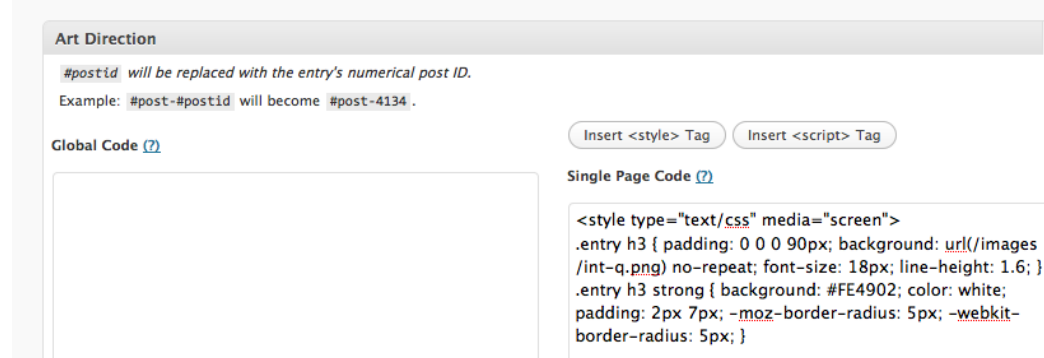 Art Direction
#postid will be replaced with the entry's numerical post ID.
Example: #post-#postid will become #post-4134.
Insert <style> Tag Insert <script> Tag
Global Code (?)
Single Page Code (?)
<style type="text/css" media="screen">
.entry h3 { padding: 0 0 0 90px; background: url(/images
/int-q.png) no-repeat; font-size: 18px; line-height: 1.6; }
.entry h3 strong { background: #FE4902; color: white;
padding: 2px 7px; -moz-border-radius: 5px; -webkit-
border-radius: 5px; }